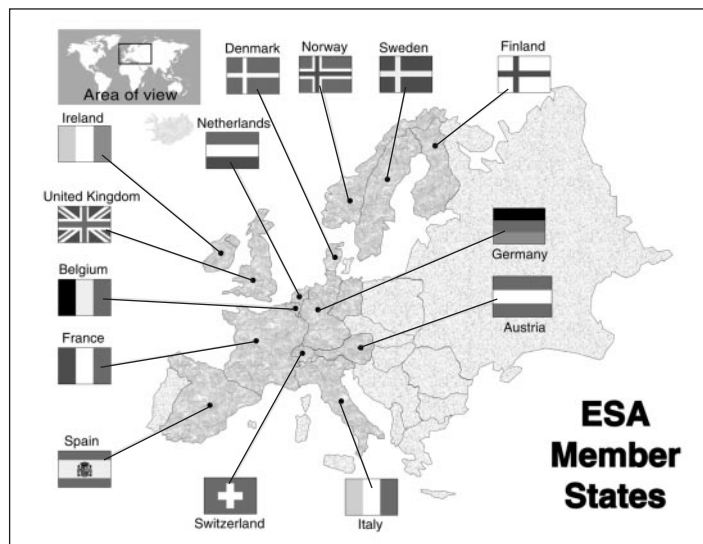 Denmark
Norway
Sweden
Finland
Area of view
Ireland
Netherlands
United Kingdom
Belgium
Germany
France
Austria
Spain
Switzerland
Italy
ESA
Member
States